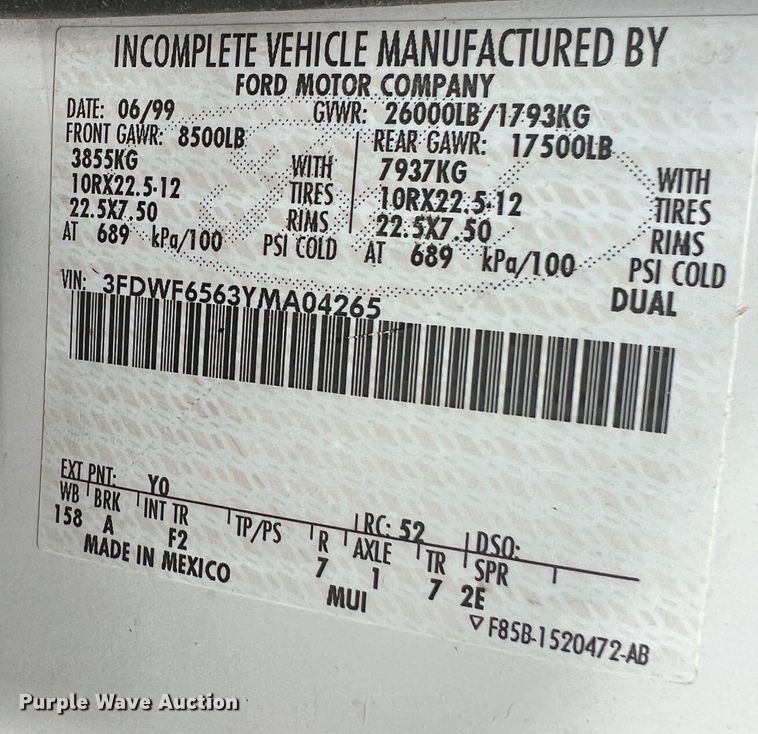 INCOMPLETE VEHICLE MANUFACTURED BY
FORD MOTOR COMPANY
DATE: 06/99 GVWR: 26000LB/1793KG
FRONT GAWR: 8500LB REAR GAWR: 17500LB
3855KG WITH 7937KG WITH
10RX22.5-12 TIRES 10RX22.5-12 TIRES
22.5X7.50 RIMS 22.5X7.50 RIMS
AT 689 kPa/100 PSI COLD AT 689 kPa/100 PSI COLD
DUAL
VIN: 3FDWF6563YMA04265
EXT PNT: YO RC: 52 DSO:
WB BRK INT TR TP/PS R AXLE TR SPR
158 A F2 7 1 7 2E
MADE IN MEXICO MUI
▽ F85B-1520472-AB
Purple Wave Auction